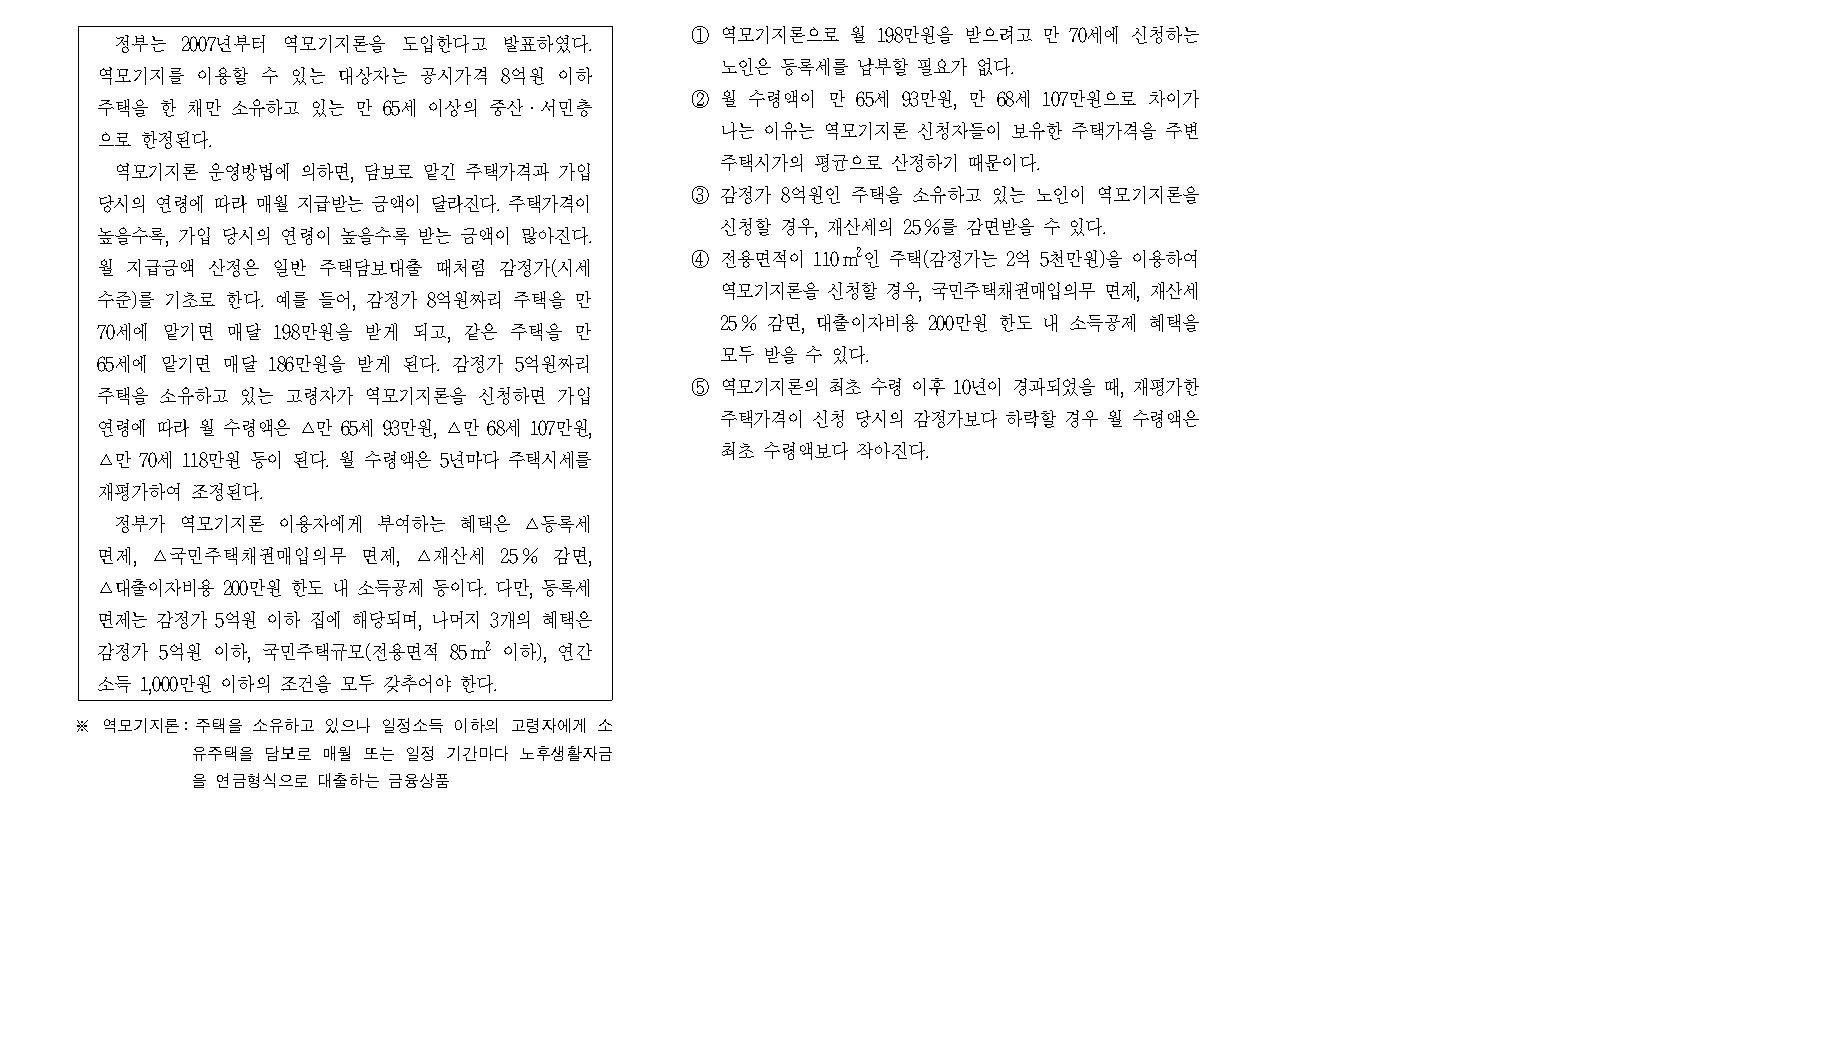 정부는 2007년부터 역모기지론을 도입한다고 발표하였다.
역모기지를 이용할 수 있는 대상자는 공시가격 8억원 이하
주택을 한 채만 소유하고 있는 만 65세 이상의 중산·서민층
으로 한정된다.
역모기지론 운영방법에 의하면, 담보로 맡긴 주택가격과 가입
당시의 연령에 따라 매월 지급받는 금액이 달라진다. 주택가격이
높을수록, 가입 당시의 연령이 높을수록 받는 금액이 많아진다.
월 지급금액 산정은 일반 주택담보대출 때처럼 감정가(시세
수준)를 기초로 한다. 예를 들어, 감정가 8억원짜리 주택을 만
70세에 맡기면 매달 198만원을 받게 되고, 같은 주택을 만
65세에 맡기면 매달 186만원을 받게 된다. 감정가 5억원짜리
주택을 소유하고 있는 고령자가 역모기지론을 신청하면 가입
연령에 따라 월 수령액은 △만 65세 93만원, △만 68세 107만원,
△만 70세 118만원 등이 된다. 월 수령액은 5년마다 주택시세를
재평가하여 조정된다.
정부가 역모기지론 이용자에게 부여하는 혜택은 △등록세
면제, △국민주택채권매입의무 면제, △재산세 25% 감면,
△대출이자비용 200만원 한도 내 소득공제 등이다. 다만, 등록세
면제는 감정가 5억원 이하 집에 해당되며, 나머지 3개의 혜택은
감정가 5억원 이하, 국민주택규모(전용면적 85㎡ 이하), 연간
소득 1,000만원 이하의 조건을 모두 갖추어야 한다.
※ 역모기지론: 주택을 소유하고 있으나 일정소득 이하의 고령자에게 소
유주택을 담보로 매월 또는 일정 기간마다 노후생활자금
을 연금형식으로 대출하는 금융상품
① 역모기지론으로 월 198만원을 받으려고 만 70세에 신청하는
노인은 등록세를 납부할 필요가 없다.
② 월 수령액이 만 65세 93만원, 만 68세 107만원으로 차이가
나는 이유는 역모기지론 신청자들이 보유한 주택가격을 주변
주택시가의 평균으로 산정하기 때문이다.
③ 감정가 8억원인 주택을 소유하고 있는 노인이 역모기지론을
신청할 경우, 재산세의 25%를 감면받을 수 있다.
④ 전용면적이 110㎡인 주택(감정가는 2억 5천만원)을 이용하여
역모기지론을 신청할 경우, 국민주택채권매입의무 면제, 재산세
25% 감면, 대출이자비용 200만원 한도 내 소득공제 혜택을
모두 받을 수 있다.
⑤ 역모기지론의 최초 수령 이후 10년이 경과되었을 때, 재평가한
주택가격이 신청 당시의 감정가보다 하락할 경우 월 수령액은
최초 수령액보다 작아진다.